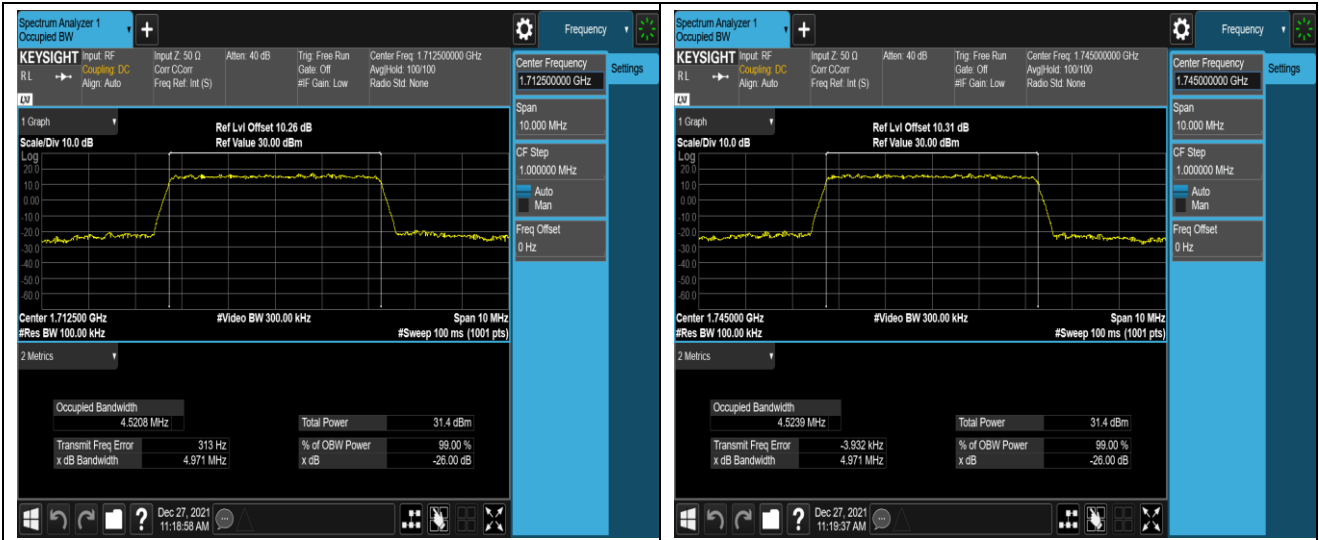 Spectrum Analyzer 1
Occupied BW
+
Frequency
KEYSIGHT
RL
LXI
Input: RF
Coupling: DC
Align: Auto
Input Z: 50 Ω
Corr CCorr
Freq Ref: Int (S)
Atten: 40 dB
Trig: Free Run
Gate: Off
#IF Gain: Low
Center Freq: 1.712500000 GHz
Avg|Hold: 100/100
Radio Std: None
Center Frequency
1.712500000 GHz
Settings
Span
10.000 MHz
CF Step
1.000000 MHz
Auto
Man
Freq Offset
0 Hz
1 Graph
Scale/Div 10.0 dB
Ref Lvl Offset 10.26 dB
Ref Value 30.00 dBm
Log
20.0
10.0
0.00
-10.0
-20.0
-30.0
-40.0
-50.0
-60.0
Center 1.712500 GHz
#Video BW 300.00 kHz
Span 10 MHz
#Res BW 100.00 kHz
#Sweep 100 ms (1001 pts)
2 Metrics
Occupied Bandwidth
4.5208 MHz
Total Power 31.4 dBm
Transmit Freq Error 313 Hz
% of OBW Power 99.00 %
x dB Bandwidth 4.971 MHz
x dB -26.00 dB
?
Dec 27, 2021
11:18:58 AM
Spectrum Analyzer 1
Occupied BW
+
Frequency
KEYSIGHT
RL
LXI
Input: RF
Coupling: DC
Align: Auto
Input Z: 50 Ω
Corr CCorr
Freq Ref: Int (S)
Atten: 40 dB
Trig: Free Run
Gate: Off
#IF Gain: Low
Center Freq: 1.745000000 GHz
Avg|Hold: 100/100
Radio Std: None
Center Frequency
1.745000000 GHz
Settings
Span
10.000 MHz
CF Step
1.000000 MHz
Auto
Man
Freq Offset
0 Hz
1 Graph
Scale/Div 10.0 dB
Ref Lvl Offset 10.31 dB
Ref Value 30.00 dBm
Log
20.0
10.0
0.00
-10.0
-20.0
-30.0
-40.0
-50.0
-60.0
Center 1.745000 GHz
#Video BW 300.00 kHz
Span 10 MHz
#Res BW 100.00 kHz
#Sweep 100 ms (1001 pts)
2 Metrics
Occupied Bandwidth
4.5239 MHz
Total Power 31.4 dBm
Transmit Freq Error -3.932 kHz
% of OBW Power 99.00 %
x dB Bandwidth 4.971 MHz
x dB -26.00 dB
?
Dec 27, 2021
11:19:37 AM